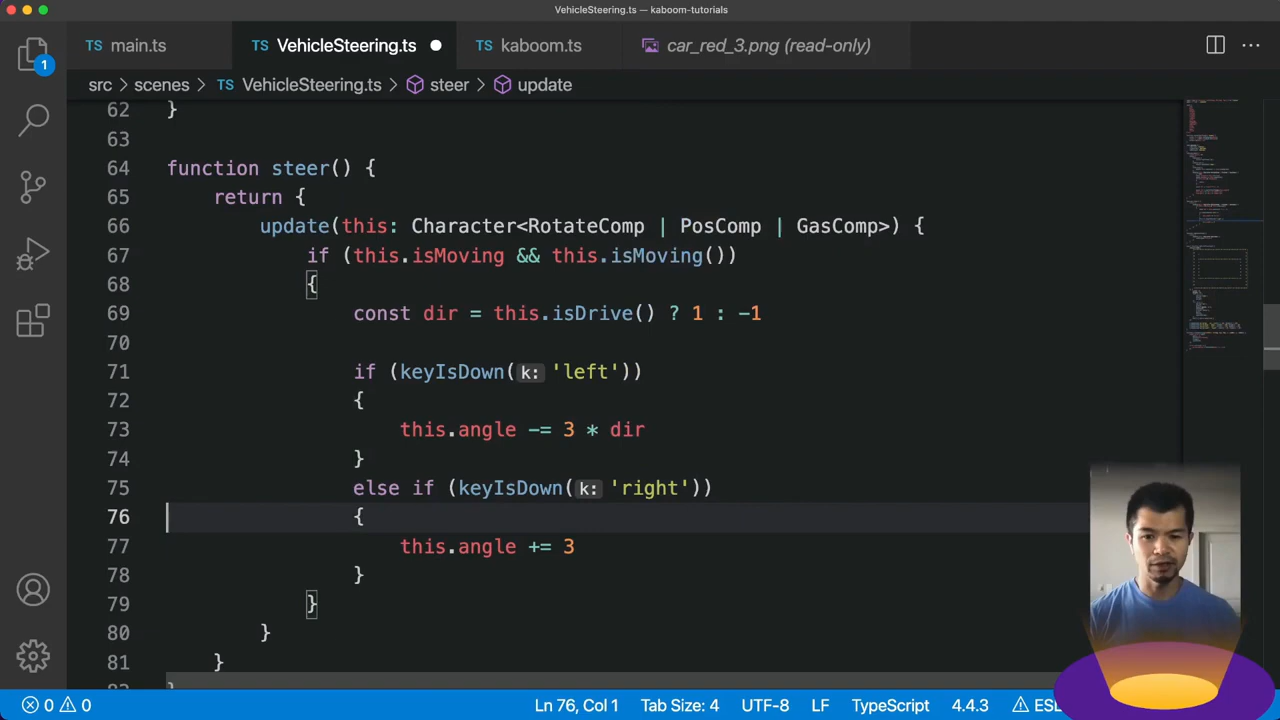 VehicleSteering.ts — kaboom-tutorials
TS main.ts TS VehicleSteering.ts ● TS kaboom.ts car_red_3.png (read-only) ···
1
src > scenes > TS VehicleSteering.ts > steer > update
62 }
63
64 function steer() {
65 return {
66 update(this: Character<RotateComp | PosComp | GasComp>) {
67 if (this.isMoving && this.isMoving())
68 {
69 const dir = this.isDrive() ? 1 : -1
70
71 if (keyIsDown(k: 'left'))
72 {
73 this.angle -= 3 * dir
74 }
75 else if (keyIsDown(k: 'right'))
76 {
77 this.angle += 3
78 }
79 }
80 }
81 }
0 0 Ln 76, Col 1 Tab Size: 4 UTF-8 LF TypeScript 4.4.3